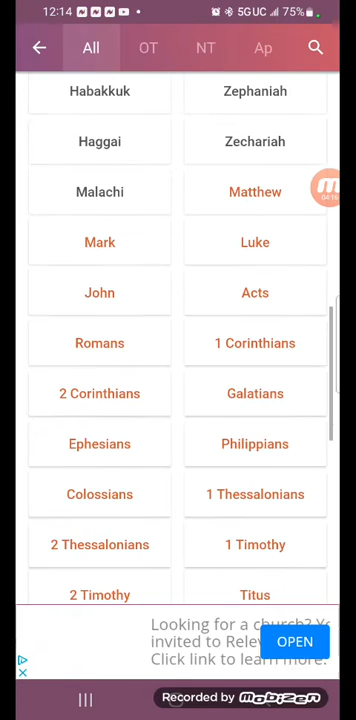 12:14 5GUC 75%
All OT NT Ap
Habakkuk Zephaniah
Haggai Zechariah
Malachi Matthew
Mark Luke
John Acts
Romans 1 Corinthians
2 Corinthians Galatians
Ephesians Philippians
Colossians 1 Thessalonians
2 Thessalonians 1 Timothy
2 Timothy Titus
Looking for a church?
invited to OPEN
Click link to learn more.
Recorded by mobizen